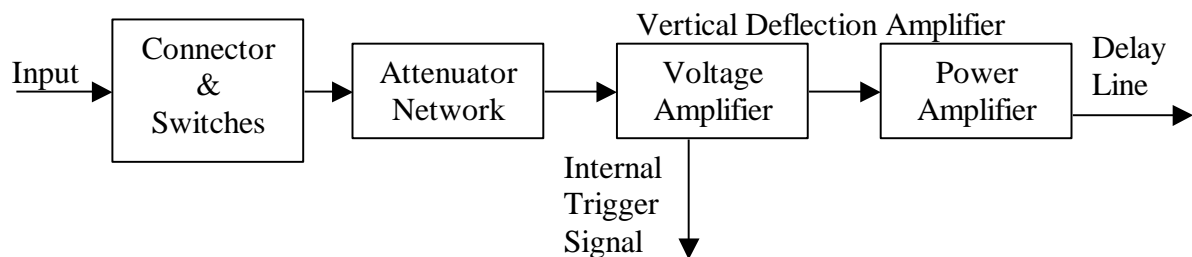 Vertical Deflection Amplifier
Input
Connector
&
Switches
Attenuator
Network
Voltage
Amplifier
Power
Amplifier
Delay
Line
Internal
Trigger
Signal